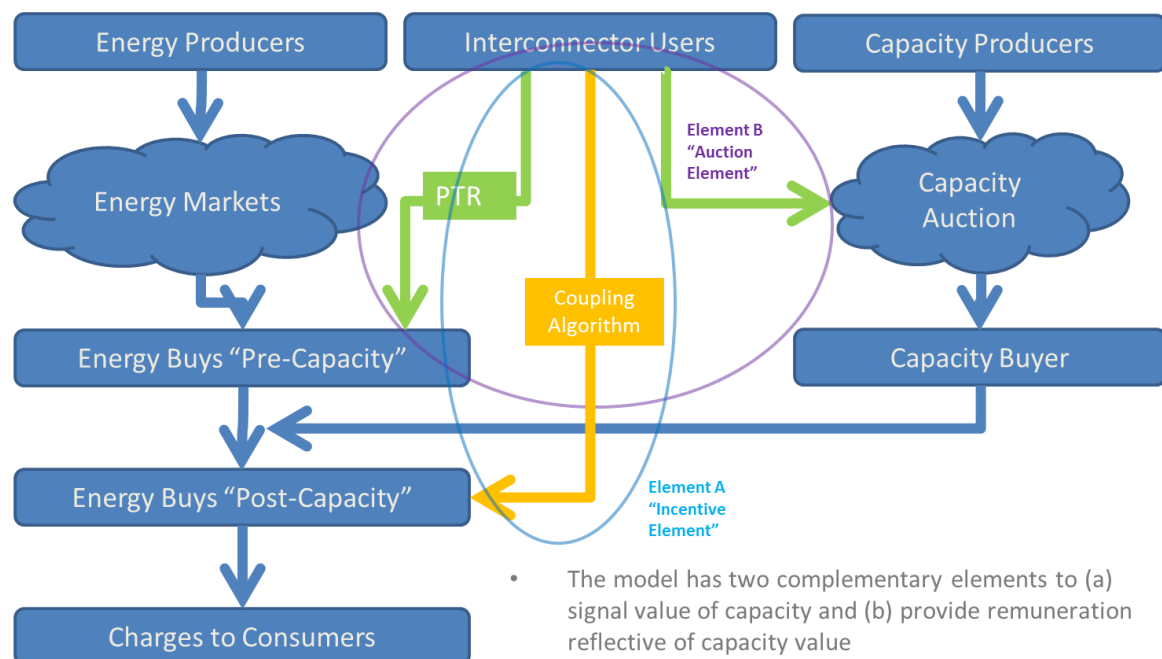 Energy Producers
Interconnector Users
Capacity Producers
Element B
“Auction
Element”
Energy Markets
PTR
Capacity
Auction
Coupling
Algorithm
Energy Buys “Pre-Capacity”
Capacity Buyer
Energy Buys “Post-Capacity”
Element A
“Incentive
Element”
• The model has two complementary elements to (a)
signal value of capacity and (b) provide remuneration
reflective of capacity value
Charges to Consumers